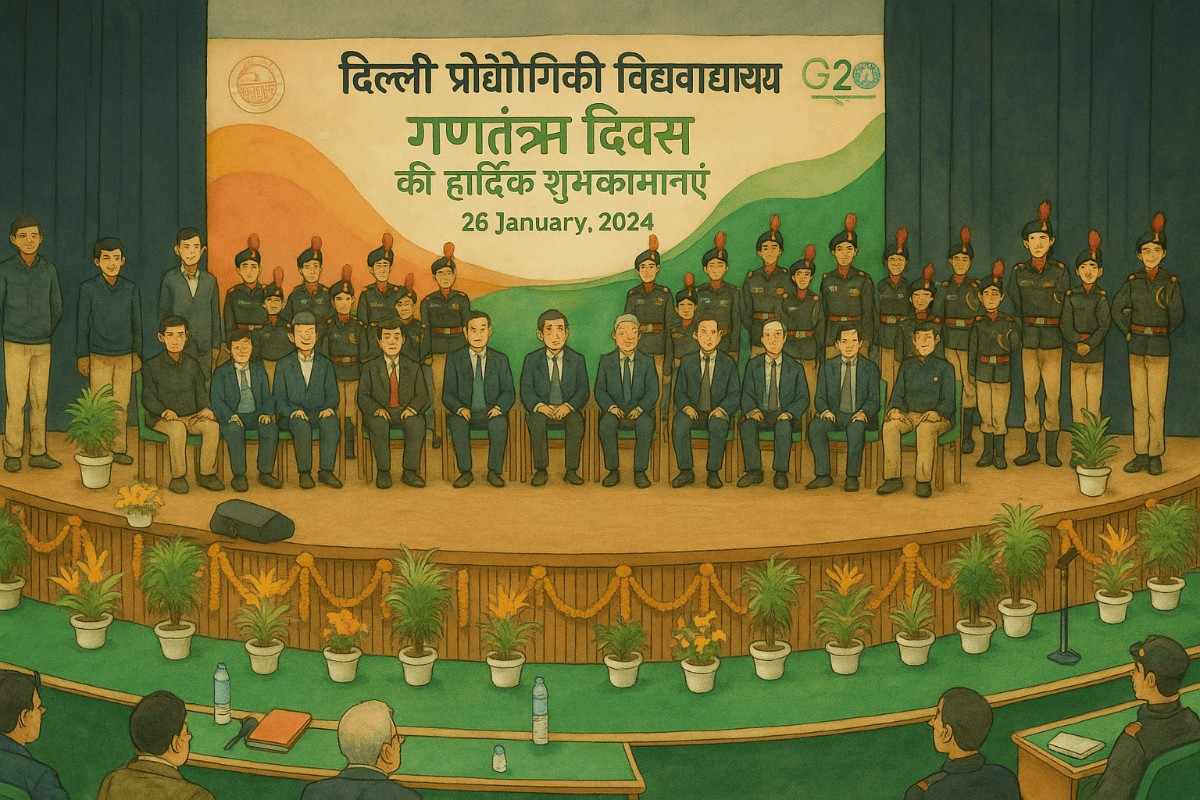 दिल्ली प्रोद्योगिकी विद्यवाद्यायय
G20
गणतंत्म दिवस
की हार्दिक शुभकामानएं
26 January, 2024